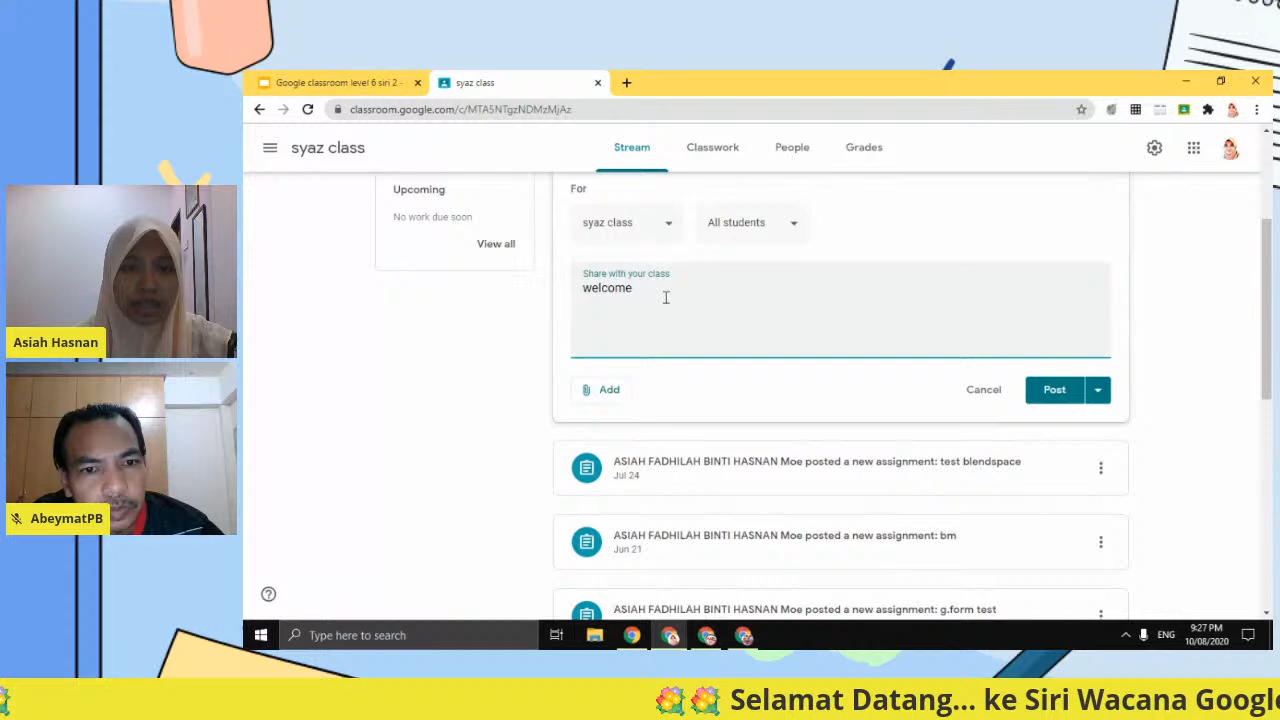 Google classroom level 6 siri 2 -
syaz class
classroom.google.com/c/MTA5NTgzNDMzMjAz
syaz class
Stream
Classwork
People
Grades
Upcoming
No work due soon
View all
For
syaz class
All students
Share with your class
welcome
Add
Cancel
Post
ASIAH FADHILAH BINTI HASNAN Moe posted a new assignment: test blendspace
Jul 24
ASIAH FADHILAH BINTI HASNAN Moe posted a new assignment: bm
Jun 21
ASIAH FADHILAH BINTI HASNAN Moe posted a new assignment: g.form test
Asiah Hasnan
AbeymatPB
Type here to search
ENG
9:27 PM
10/08/2020
Selamat Datang... ke Siri Wacana Google